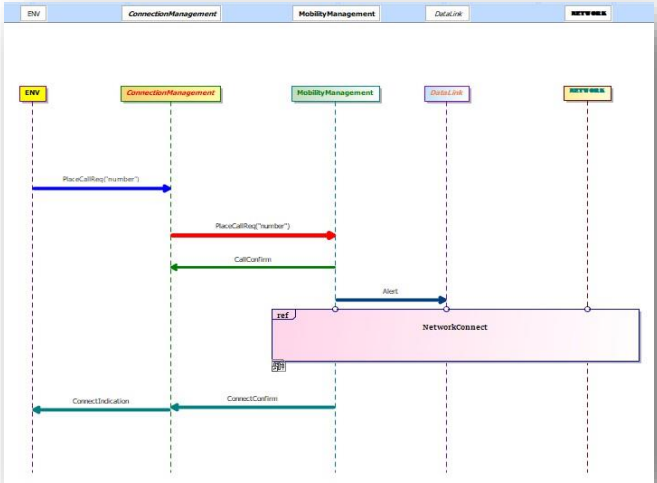 ENV ConnectionManagement MobilityManagement DataLink NETWORK
ENV ConnectionManagement MobilityManagement DataLink NETWORK
PlaceCallReq("number")
PlaceCallReq("number")
CallConfirm
Alert
ref
NetworkConnect
ConnectIndication ConnectConfirm